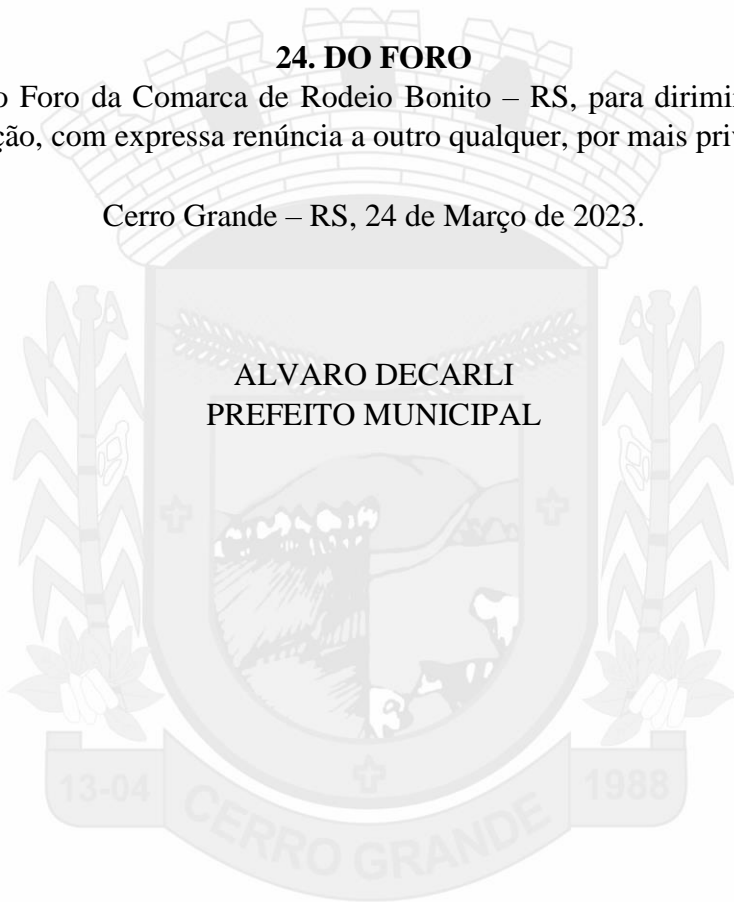 24. DO FORO
o Foro da Comarca de Rodeio Bonito – RS, para dirimi
ção, com expressa renúncia a outro qualquer, por mais priv
Cerro Grande – RS, 24 de Março de 2023.
ALVARO DECARLI
PREFEITO MUNICIPAL
13-04 CERRO GRANDE 1988